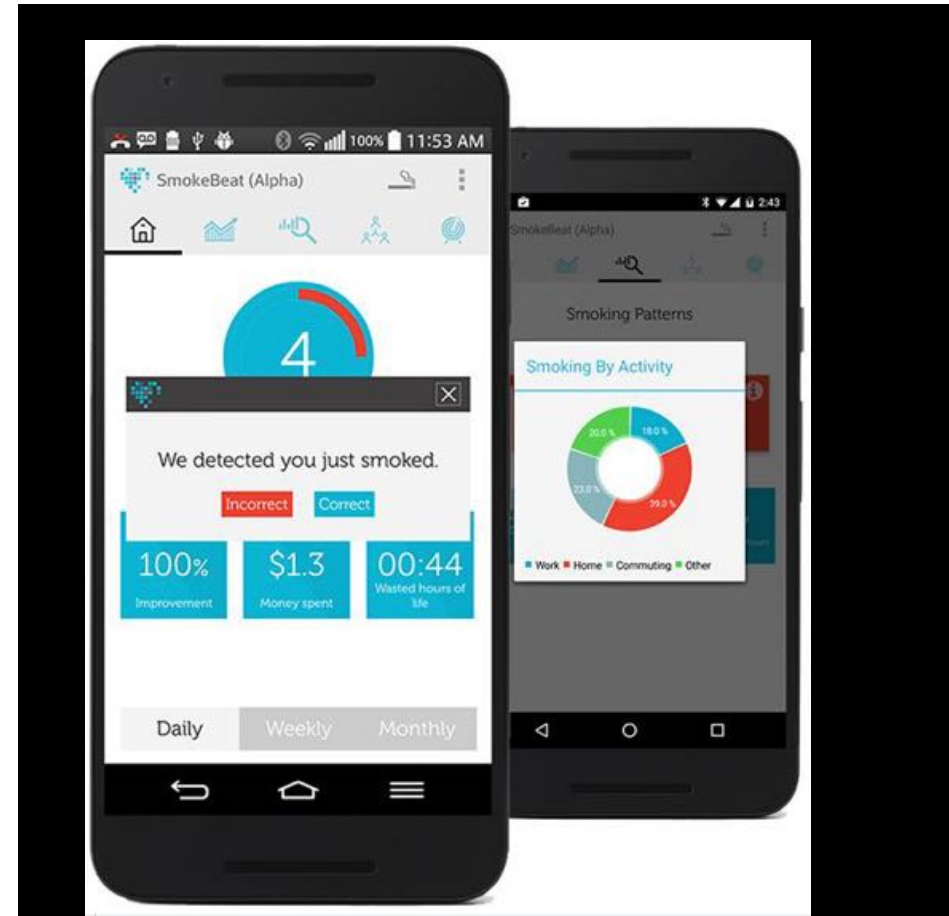 100% 11:53 AM
SmokeBeat (Alpha)
4
We detected you just smoked.
Incorrect Correct
100% $1.3 00:44
Improvement Money spent Wasted hours of
life
Daily Weekly Monthly
2:43
SmokeBeat (Alpha)
Smoking Patterns
Smoking By Activity
20.0 % 18.0 %
23.0 % 39.0 %
Work Home Commuting Other